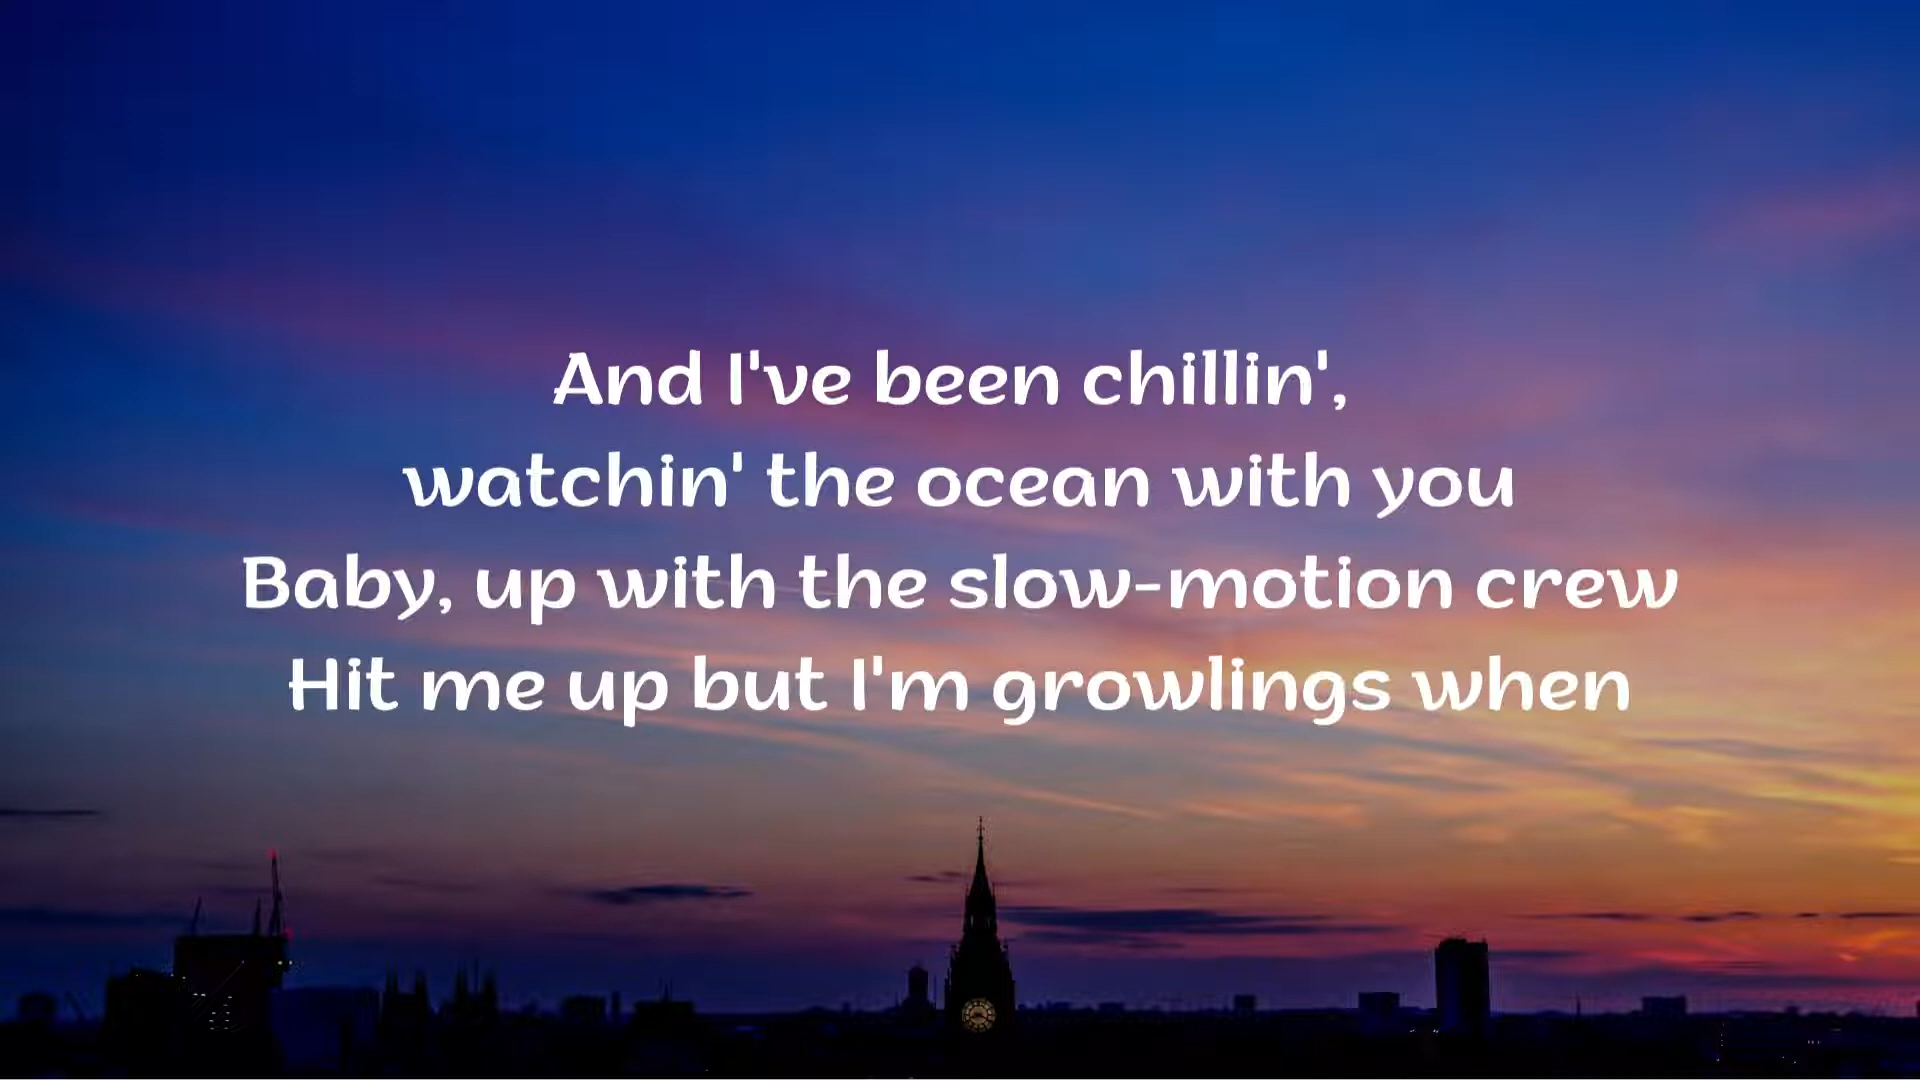 And I've been chillin',
watchin' the ocean with you
Baby, up with the slow-motion crew
Hit me up but I'm growlings when